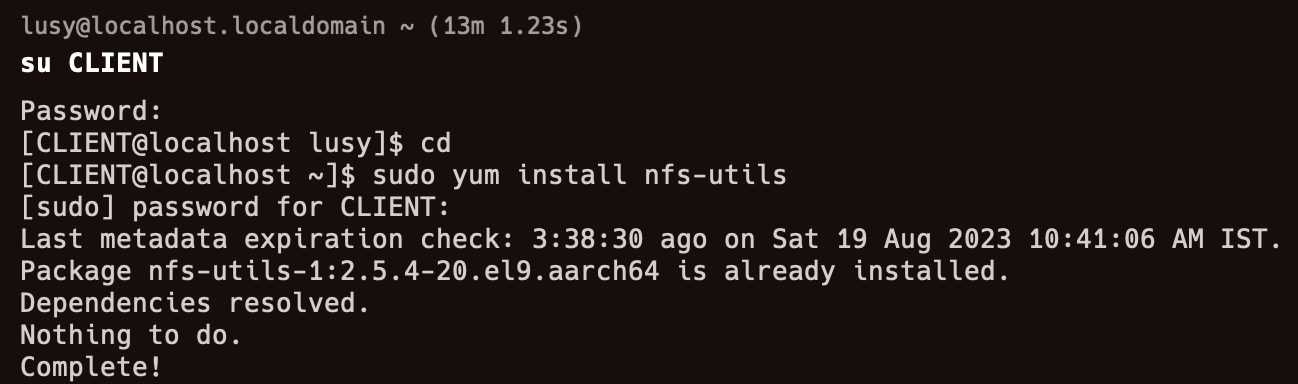 lusy@localhost.localdomain ~ (13m 1.23s)
su CLIENT
Password:
[CLIENT@localhost lusy]$ cd
[CLIENT@localhost ~]$ sudo yum install nfs-utils
[sudo] password for CLIENT:
Last metadata expiration check: 3:38:30 ago on Sat 19 Aug 2023 10:41:06 AM IST.
Package nfs-utils-1:2.5.4-20.el9.aarch64 is already installed.
Dependencies resolved.
Nothing to do.
Complete!